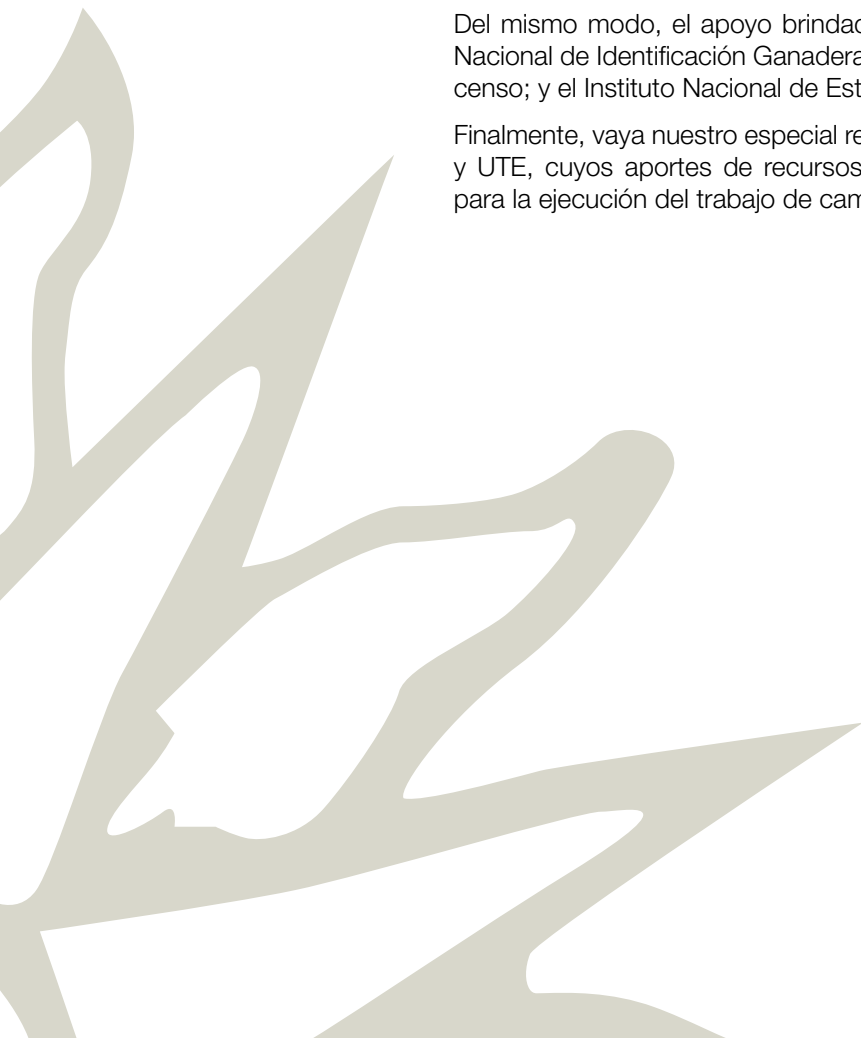 Del mismo modo, el apoyo brindad
Nacional de Identificación Ganadera
censo; y el Instituto Nacional de Est
Finalmente, vaya nuestro especial re
y UTE, cuyos aportes de recursos
para la ejecución del trabajo de cam